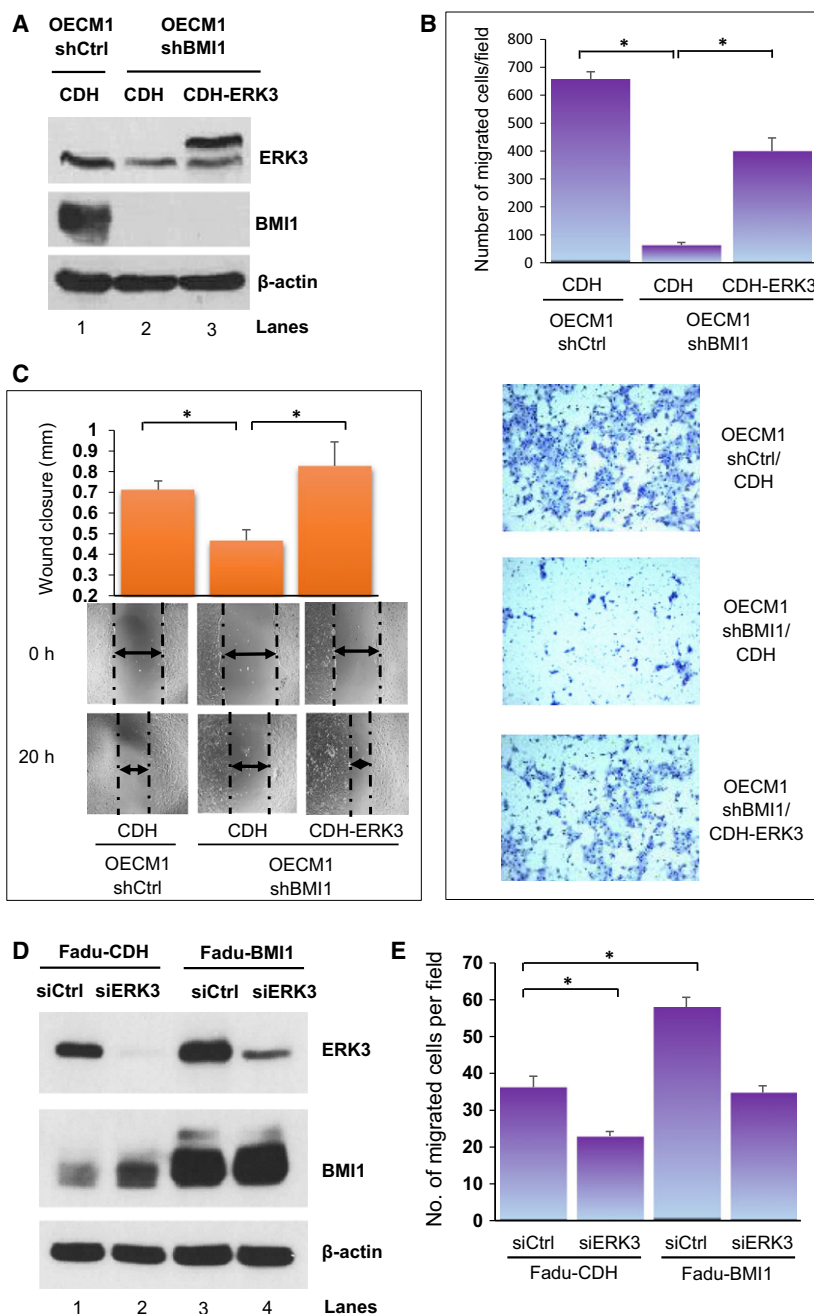 A
OECM1 OECM1
shCtrl shBMI1
CDH CDH CDH-ERK3
ERK3
BMI1
β-actin
1 2 3 Lanes
B
Number of migrated cells/field
800
700
600
500
400
300
200
100
0
* *
CDH CDH CDH-ERK3
OECM1 OECM1
shCtrl shBMI1
OECM1
shCtrl/
CDH
OECM1
shBMI1/
CDH
OECM1
shBMI1/
CDH-ERK3
C
Wound closure (mm)
1
0.9
0.8
0.7
0.6
0.5
0.4
0.3
0.2
* *
0 h
20 h
CDH CDH CDH-ERK3
OECM1 OECM1
shCtrl shBMI1
D
Fadu-CDH Fadu-BMI1
siCtrl siERK3 siCtrl siERK3
ERK3
BMI1
β-actin
1 2 3 4 Lanes
E
No. of migrated cells per field
70
60
50
40
30
20
10
0
*
*
siCtrl siERK3 siCtrl siERK3
Fadu-CDH Fadu-BMI1